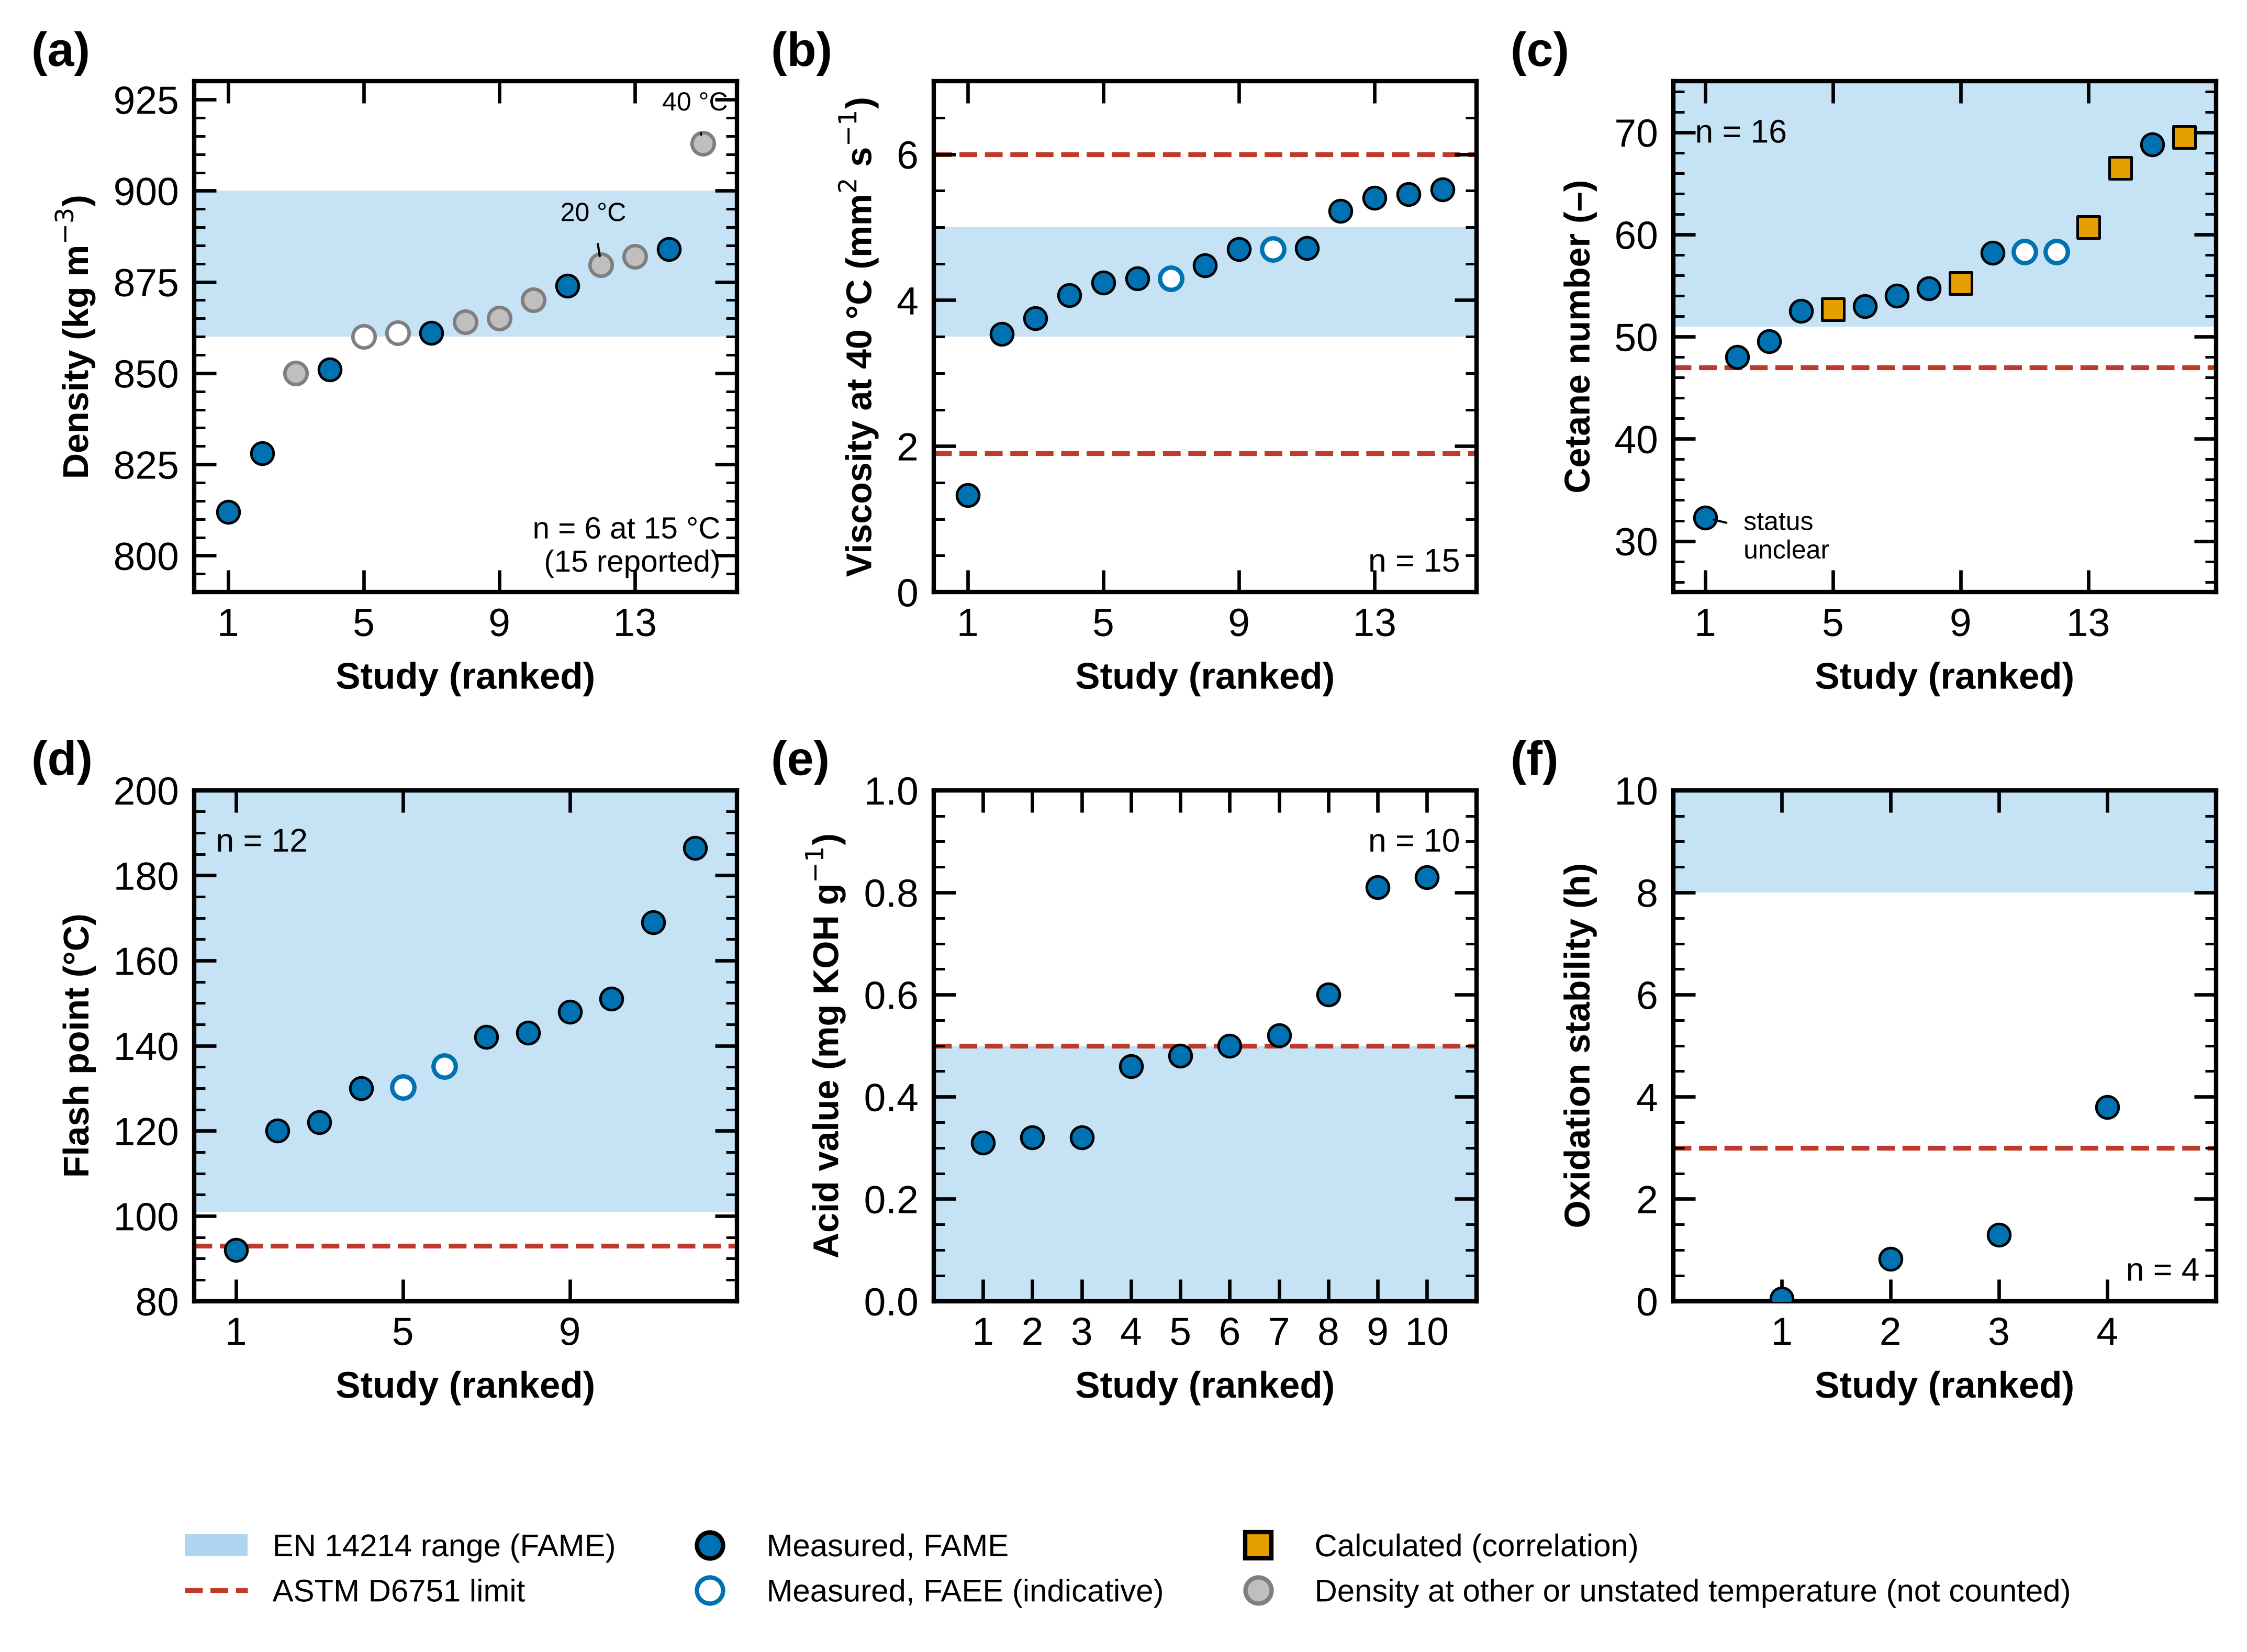 (a)
Density (kg m⁻³)
925
900
875
850
825
800
40 °C
20 °C
n = 6 at 15 °C
(15 reported)
1 5 9 13
Study (ranked)
(b)
Viscosity at 40 °C (mm² s⁻¹)
6
4
2
0
n = 15
1 5 9 13
Study (ranked)
(c)
Cetane number (–)
70
60
50
40
30
n = 16
status
unclear
1 5 9 13
Study (ranked)
(d)
Flash point (°C)
200
180
160
140
120
100
80
n = 12
1 5 9
Study (ranked)
(e)
Acid value (mg KOH g⁻¹)
1.0
0.8
0.6
0.4
0.2
0.0
n = 10
1 2 3 4 5 6 7 8 9 10
Study (ranked)
(f)
Oxidation stability (h)
10
8
6
4
2
0
n = 4
1 2 3 4
Study (ranked)
EN 14214 range (FAME)
ASTM D6751 limit
Measured, FAME
Measured, FAEE (indicative)
Calculated (correlation)
Density at other or unstated temperature (not counted)